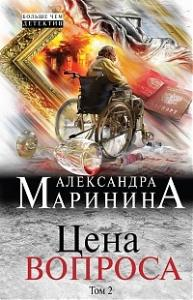 БОЛЬШЕ ЧЕМ
ДЕТЕКТИВ
АЛЕКСАНДРА
МАРИНИНА
Цена
ВОПРОСА
Том 2